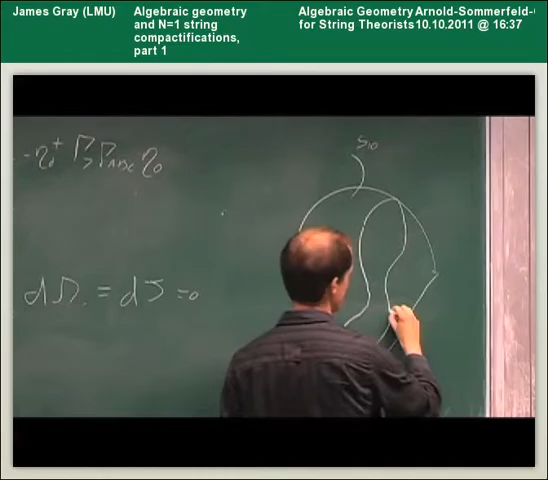 James Gray (LMU)
Algebraic geometry
and N=1 string
compactifications,
part 1
Algebraic Geometry
for String Theorists
Arnold-Sommerfeld-
10.10.2011 @ 16:37
S10
dΩ = dJ = 0